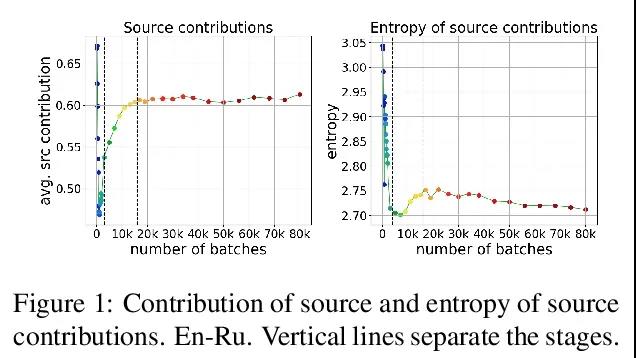 Source contributions
avg. src contribution
0.65
0.60
0.55
0.50
0 10k 20k 30k 40k 50k 60k 70k 80k
number of batches
Entropy of source contributions
entropy
3.05
3.00
2.95
2.90
2.85
2.80
2.75
2.70
0 10k 20k 30k 40k 50k 60k 70k 80k
number of batches
Figure 1: Contribution of source and entropy of source
contributions. En-Ru. Vertical lines separate the stages.